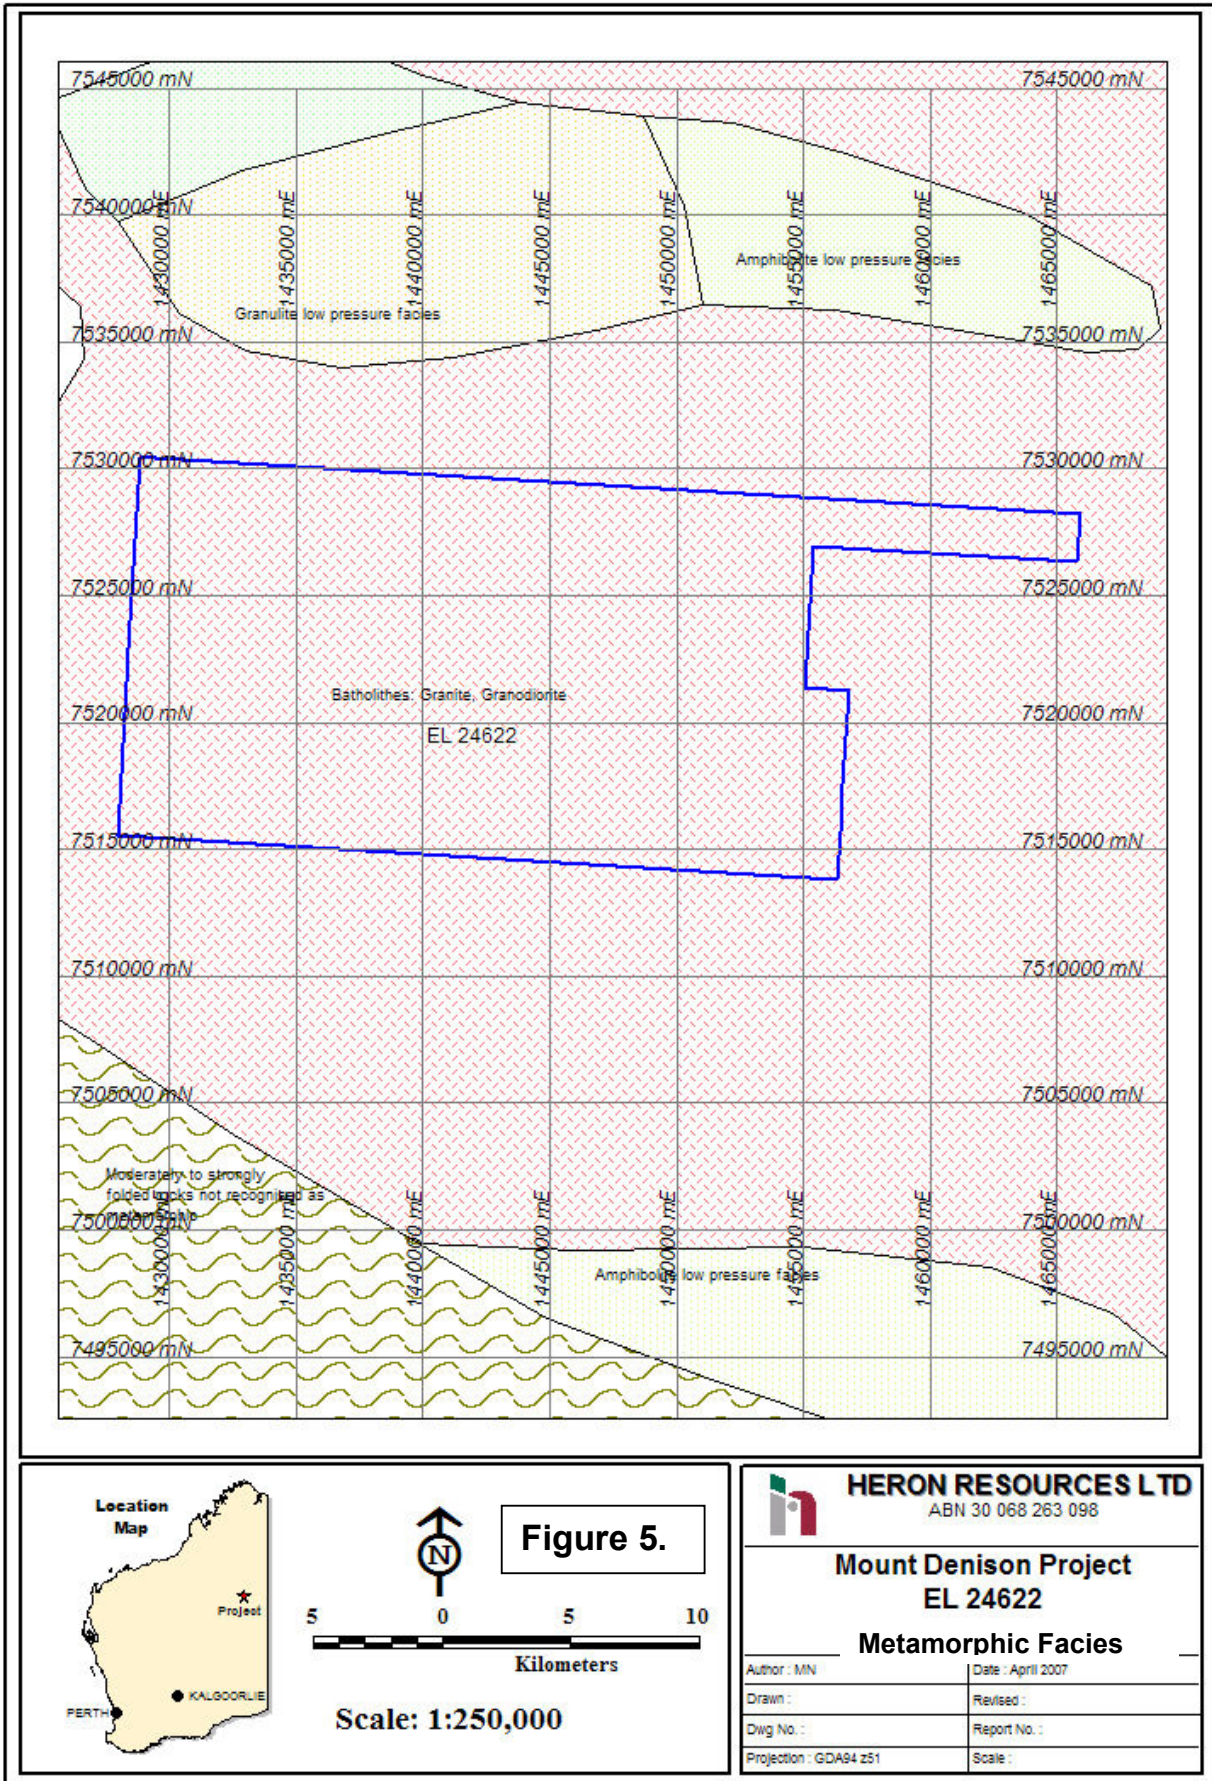 7545000 mN 7545000 mN
7540000 mN 7540000 mN
1430000 mE 1435000 mE 1440000 mE 1445000 mE 1450000 mE 1455000 mE 1460000 mE 1465000 mE
Amphibolite low pressure facies
Granulite low pressure facies
7535000 mN 7535000 mN
7530000 mN 7530000 mN
7525000 mN 7525000 mN
Batholithes: Granite, Granodiorite
7520000 mN 7520000 mN
EL 24622
7515000 mN 7515000 mN
7510000 mN 7510000 mN
7505000 mN 7505000 mN
Moderately to strongly
folded rocks not recognised as
metamorphic
7500000 mN 7500000 mN
1430000 mE 1435000 mE 1440000 mE 1445000 mE 1450000 mE 1455000 mE 1460000 mE 1465000 mE
Amphibolite low pressure facies
7495000 mN 7495000 mN
Location
Map
Project
KALGOORLIE
PERTH
N
Figure 5.
5 0 5 10
Kilometers
Scale: 1:250,000
HERON RESOURCES LTD
ABN 30 068 263 098
Mount Denison Project
EL 24622
Metamorphic Facies
Author : MN Date : April 2007
Drawn : Revised :
Dwg No. : Report No. :
Projection : GDA94 z51 Scale :